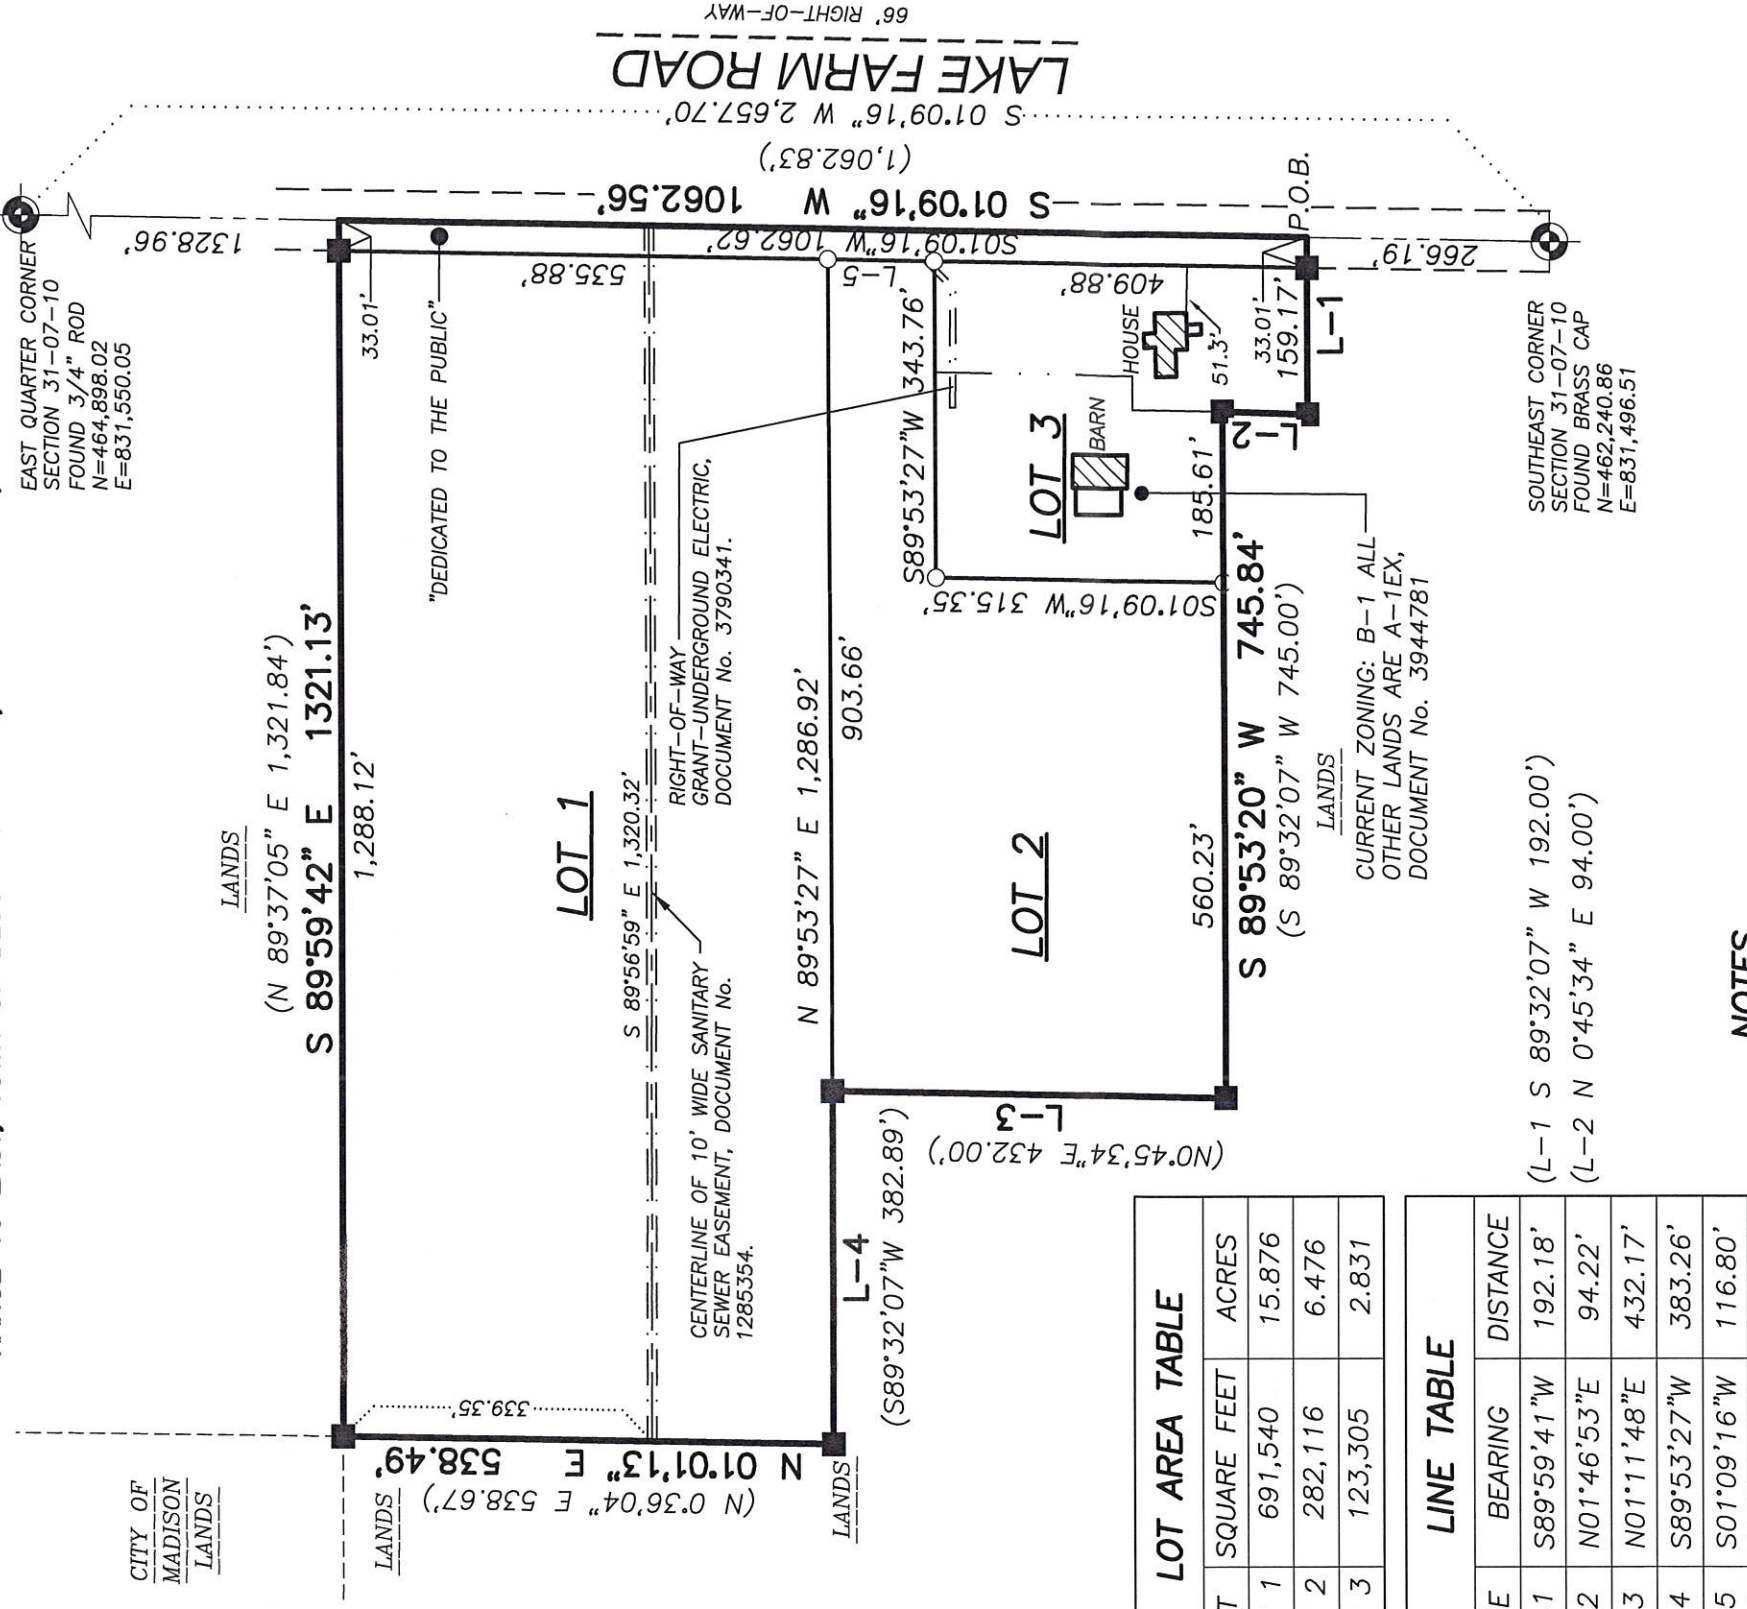 66' RIGHT-OF-WAY
LAKE FARM ROAD
S 01°09'16" W 2,657.70'
(1,062.83')
S 01°09'16" W 1062.56'
S01°09'16"W 1062.62'
EAST QUARTER CORNER
SECTION 31-07-10
FOUND 3/4" ROD
N=464,898.02
E=831,550.05
1328.96'
33.01'
"DEDICATED TO THE PUBLIC"
535.88'
L-5
409.88'
P.O.B.
266.19'
SOUTHEAST CORNER
SECTION 31-07-10
FOUND BRASS CAP
N=462,240.86
E=831,496.51
33.01'
159.17'
L-1
L-2
HOUSE
51.3'
BARN
LOT 3
S89°53'27"W 343.76'
S01°09'16"W 315.35'
185.61'
RIGHT-OF-WAY
GRANT-UNDERGROUND ELECTRIC,
DOCUMENT No. 3790341.
LANDS
(N 89°37'05" E 1,321.84')
S 89°59'42" E 1321.13'
1,288.12'
LOT 1
S 89°56'59" E 1,320.32'
CENTERLINE OF 10' WIDE SANITARY
SEWER EASEMENT, DOCUMENT No.
1285354.
N 89°53'27" E 1,286.92'
903.66'
LOT 2
560.23'
S 89°53'20" W 745.84'
(S 89°32'07" W 745.00')
LANDS
CURRENT ZONING: B-1 ALL
OTHER LANDS ARE A-1EX,
DOCUMENT No. 3944781
L-3
(N0°45'34"E 432.00')
L-4
(S89°32'07"W 382.89')
339.35'
N 01°01'13" E 538.49'
(N 0°36'04" E 538.67')
CITY OF
MADISON
LANDS
LANDS
LANDS
LOT AREA TABLE
SQUARE FEET ACRES
1 691,540 15.876
2 282,116 6.476
3 123,305 2.831
LINE TABLE
BEARING DISTANCE
1 S89°59'41"W 192.18' (L-1 S 89°32'07" W 192.00')
2 N01°46'53"E 94.22' (L-2 N 0°45'34" E 94.00')
3 N01°11'48"E 432.17'
4 S89°53'27"W 383.26'
5 S01°09'16"W 116.80'
NOTES